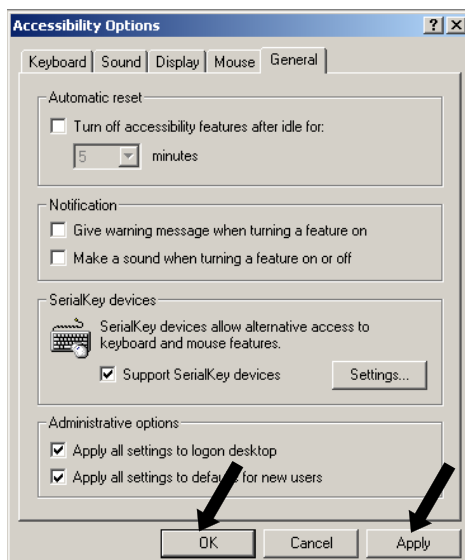 Accessibility Options
Keyboard Sound Display Mouse General
Automatic reset
Turn off accessibility features after idle for:
5 minutes
Notification
Give warning message when turning a feature on
Make a sound when turning a feature on or off
SerialKey devices
SerialKey devices allow alternative access to
keyboard and mouse features.
Support SerialKey devices Settings...
Administrative options
Apply all settings to logon desktop
Apply all settings to for new users
OK Cancel Apply